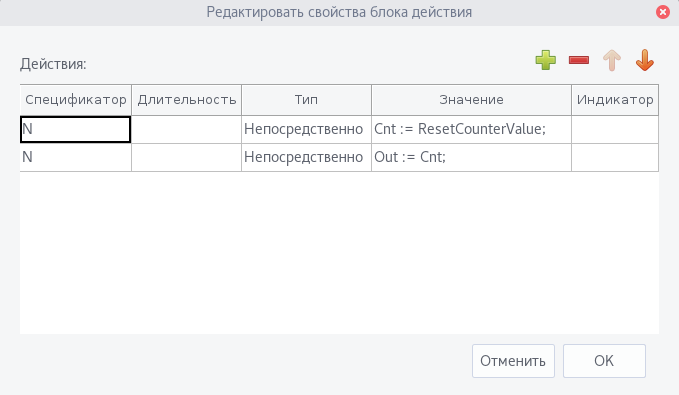 Редактировать свойства блока действия
Действия:
Спецификатор Длительность Тип Значение Индикатор
N Непосредственно Cnt := ResetCounterValue;
N Непосредственно Out := Cnt;
Отменить OK